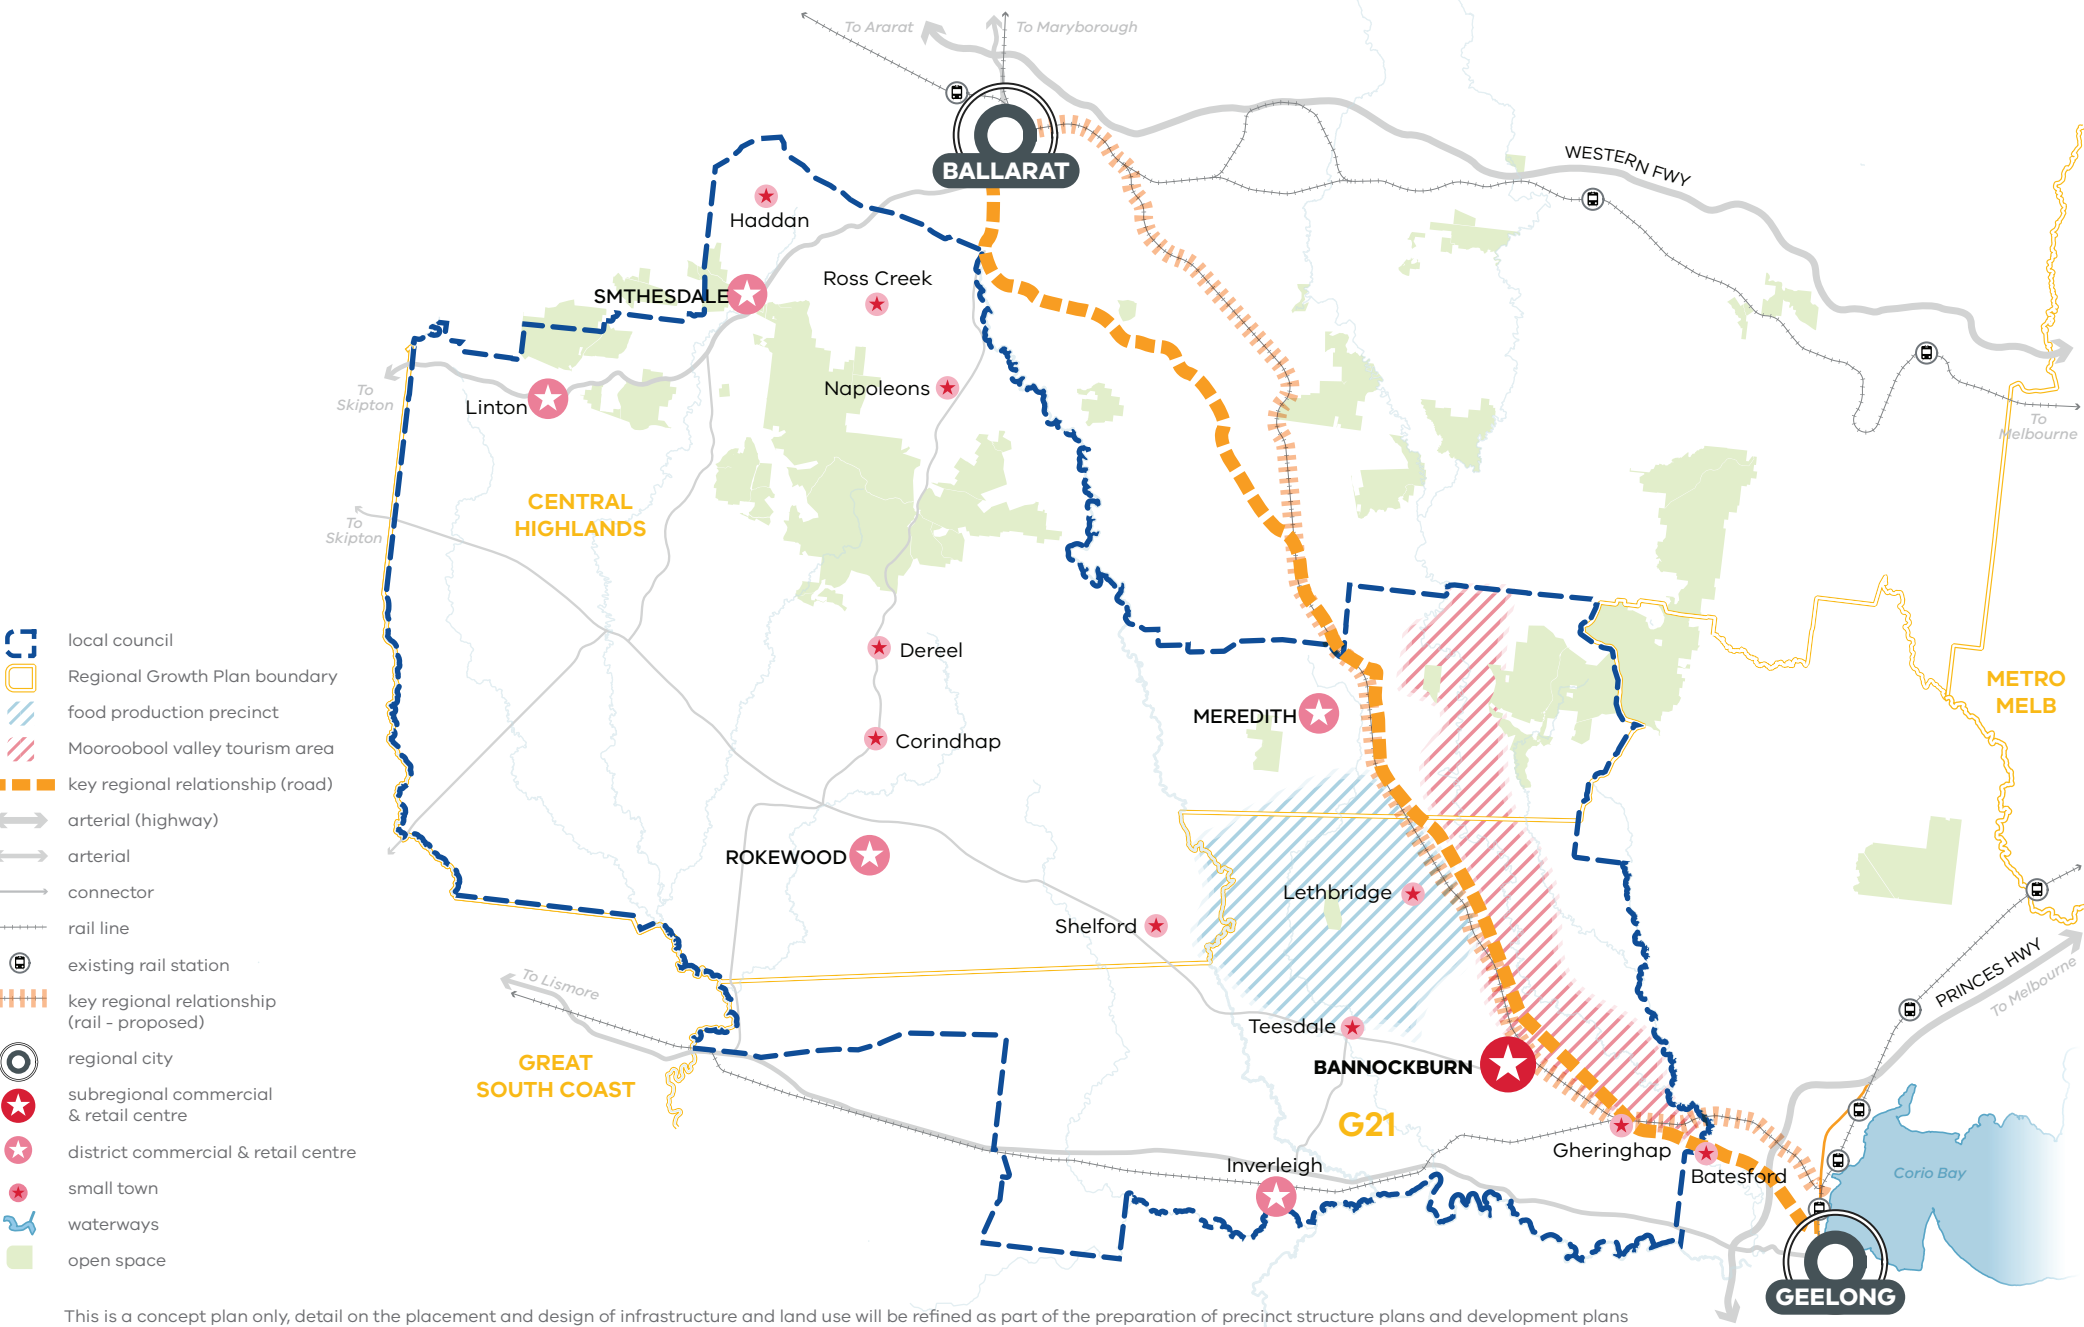 To Ararat
To Maryborough
BALLARAT
WESTERN FWY
Haddan
Ross Creek
SMTHESDALE
Napoleons
To
Skipton
Linton
To
Melbourne
CENTRAL
HIGHLANDS
To
Skipton
Dereel
METRO
MELB
MEREDITH
Corindhap
ROKEWOOD
Lethbridge
Shelford
To Lismore
PRINCES HWY
To Melbourne
Teesdale
BANNOCKBURN
GREAT
SOUTH COAST
G21
Gheringhap
Inverleigh
Batesford
Corio Bay
GEELONG
local council
Regional Growth Plan boundary
food production precinct
Mooroobool valley tourism area
key regional relationship (road)
arterial (highway)
arterial
connector
rail line
existing rail station
key regional relationship
(rail - proposed)
regional city
subregional commercial
& retail centre
district commercial & retail centre
small town
waterways
open space
This is a concept plan only, detail on the placement and design of infrastructure and land use will be refined as part of the preparation of precinct structure plans and development plans